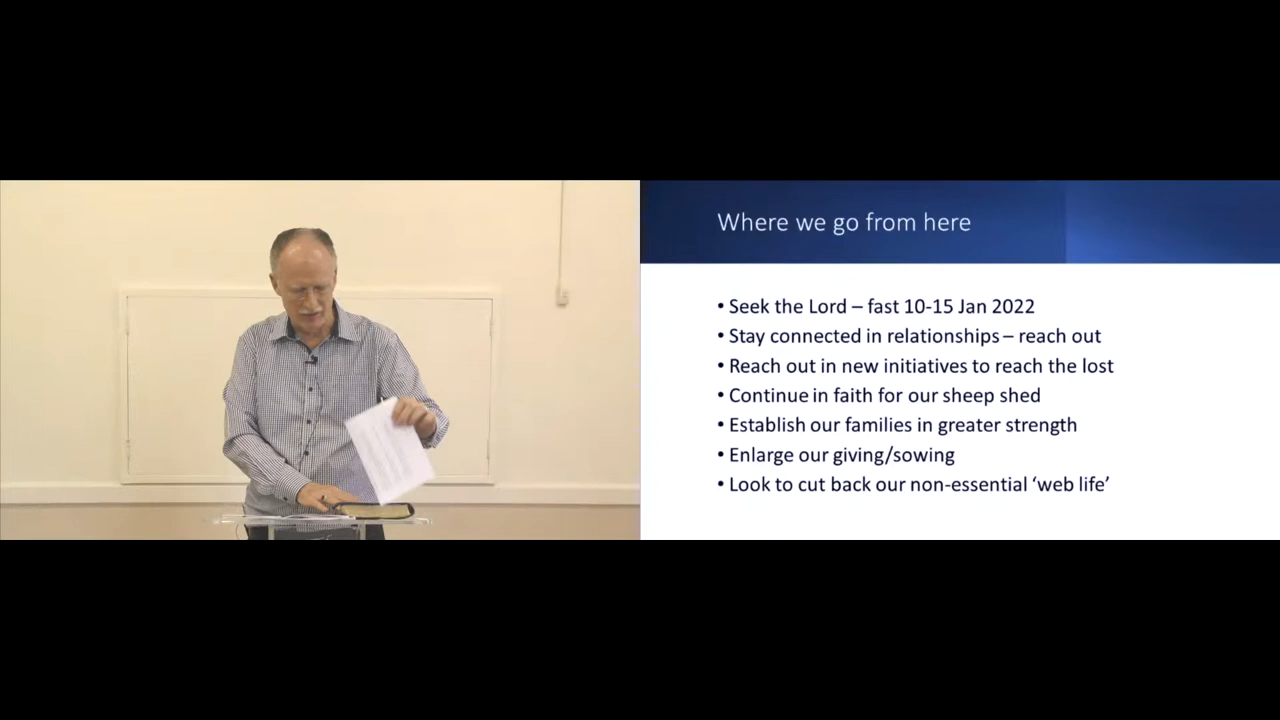 Where we go from here
• Seek the Lord – fast 10-15 Jan 2022
• Stay connected in relationships – reach out
• Reach out in new initiatives to reach the lost
• Continue in faith for our sheep shed
• Establish our families in greater strength
• Enlarge our giving/sowing
• Look to cut back our non-essential ‘web life’